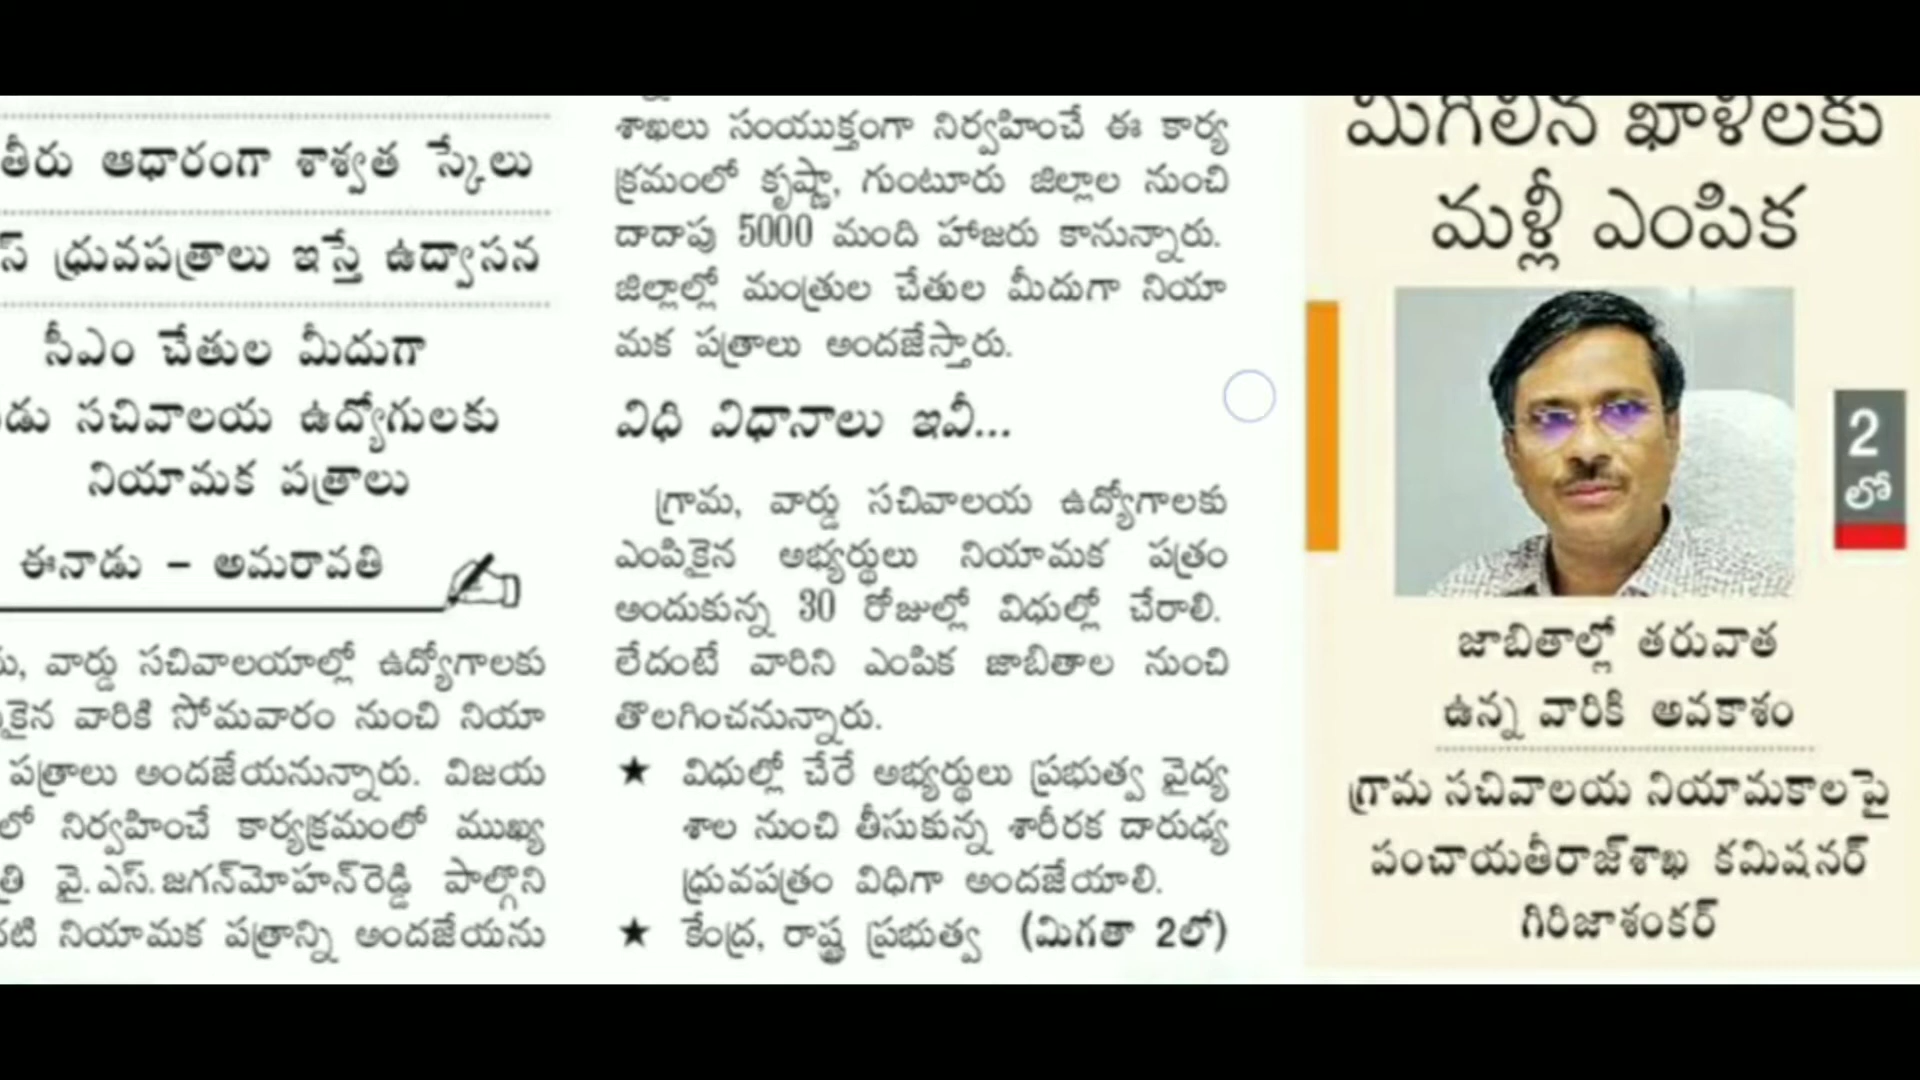 తీరు ఆధారంగా శాశ్వత స్కేలు
ధ్రువపత్రాలు ఇస్తే ఉద్వాసన
సీఎం చేతుల మీదుగా
సచివాలయ ఉద్యోగులకు
నియామక పత్రాలు
ఈనాడు - అమరావతి
వార్డు సచివాలయాల్లో ఉద్యోగాలకు
వారికి సోమవారం నుంచి నియా
పత్రాలు అందజేయనున్నారు. విజయ
లో నిర్వహించే కార్యక్రమంలో ముఖ్య
వై.ఎస్.జగన్‌మోహన్‌రెడ్డి పాల్గొని
నియామక పత్రాన్ని అందజేయను
శాఖలు సంయుక్తంగా నిర్వహించే ఈ కార్య
క్రమంలో కృష్ణా, గుంటూరు జిల్లాల నుంచి
దాదాపు 5000 మంది హాజరు కానున్నారు.
జిల్లాల్లో మంత్రుల చేతుల మీదుగా నియా
మక పత్రాలు అందజేస్తారు.
విధి విధానాలు ఇవీ...
గ్రామ, వార్డు సచివాలయ ఉద్యోగాలకు
ఎంపికైన అభ్యర్థులు నియామక పత్రం
అందుకున్న 30 రోజుల్లో విధుల్లో చేరాలి.
లేదంటే వారిని ఎంపిక జాబితాల నుంచి
తొలగించనున్నారు.
★ విధుల్లో చేరే అభ్యర్థులు ప్రభుత్వ వైద్య
శాల నుంచి తీసుకున్న శారీరక దారుఢ్య
ధ్రువపత్రం విధిగా అందజేయాలి.
★ కేంద్ర, రాష్ట్ర ప్రభుత్వ (మిగతా 2లో)
మిగిలిన ఖాళీలకు
మళ్లీ ఎంపిక
2
లో
జాబితాల్లో తరువాత
ఉన్న వారికి అవకాశం
గ్రామ సచివాలయ నియామకాలపై
పంచాయతీరాజ్‌శాఖ కమిషనర్
గిరిజాశంకర్